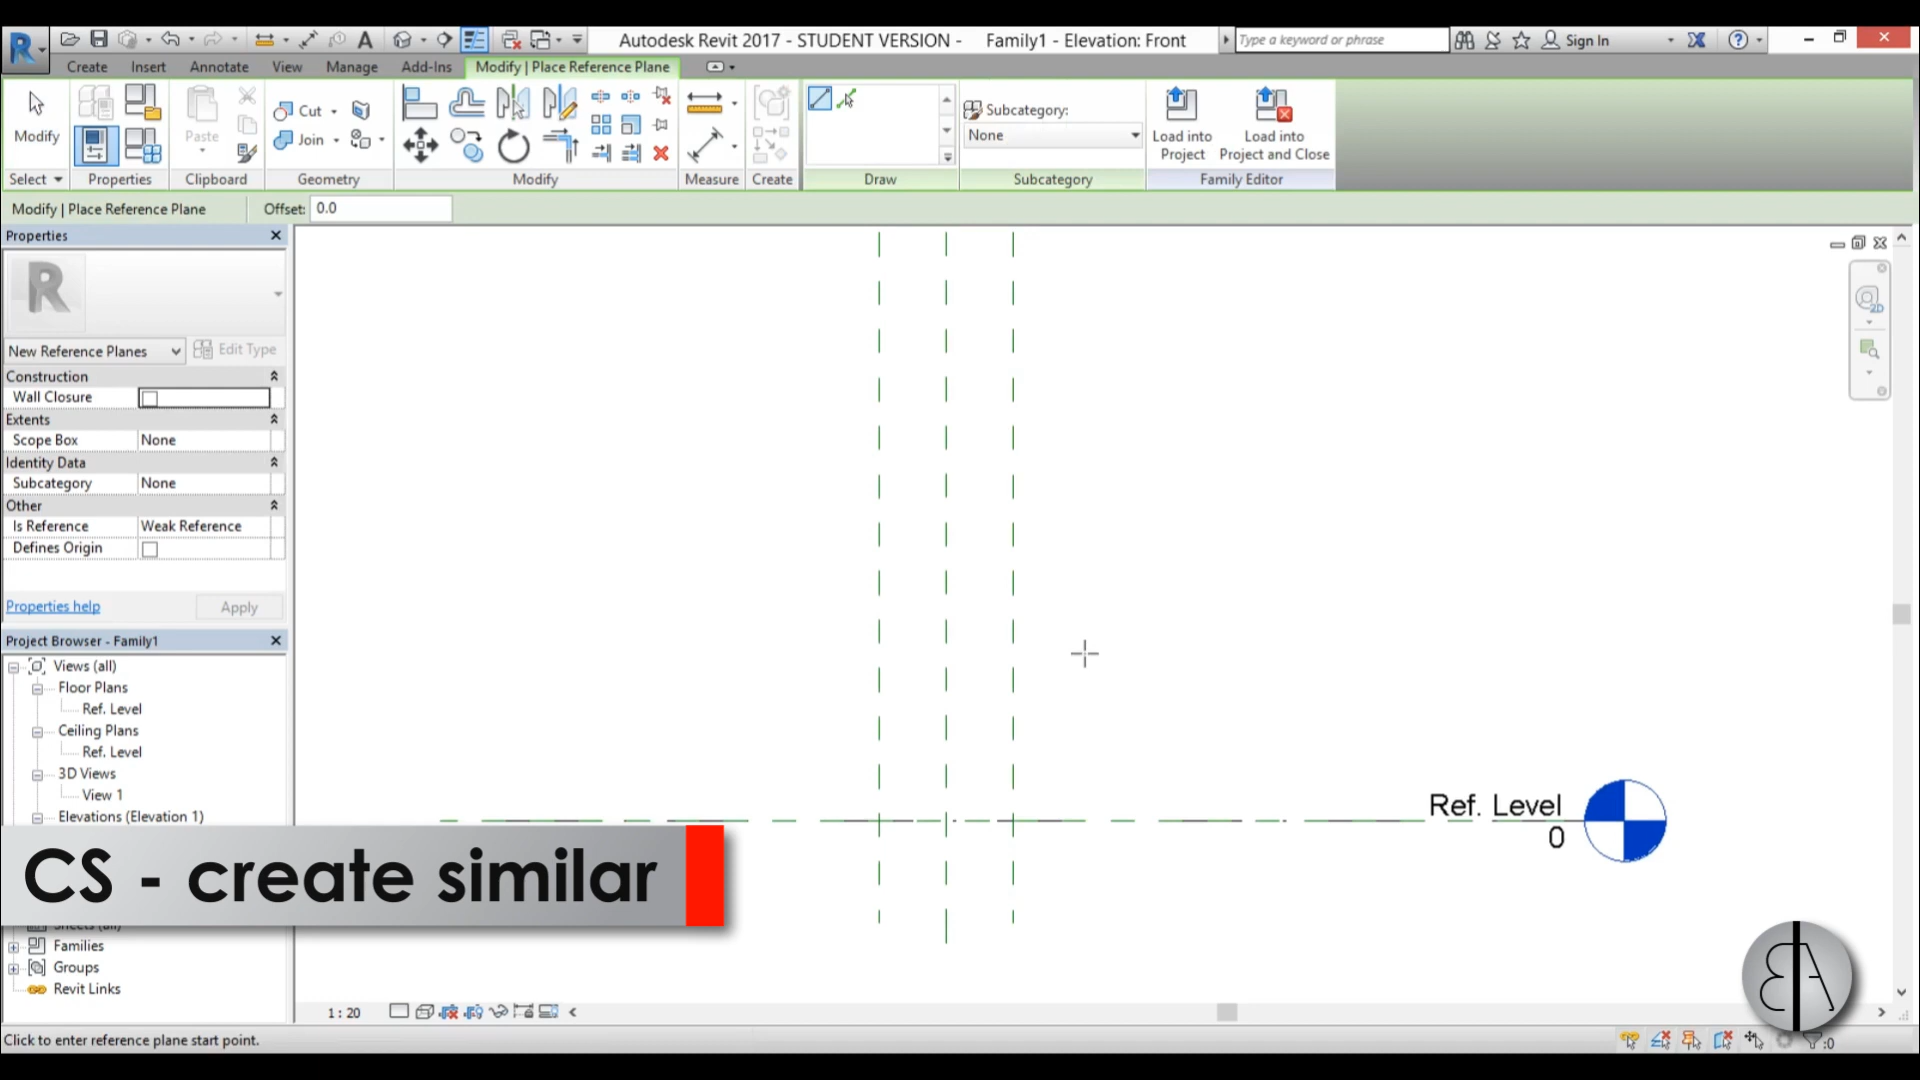 Autodesk Revit 2017 - STUDENT VERSION - Family1 - Elevation: Front
Type a keyword or phrase
Sign In
Create Insert Annotate View Manage Add-Ins Modify | Place Reference Plane
Modify
Paste
Cut
Join
Subcategory:
None
Load into Project
Load into Project and Close
Select Properties Clipboard Geometry Modify Measure Create Draw Subcategory Family Editor
Modify | Place Reference Plane Offset: 0.0
Properties
R
New Reference Planes Edit Type
Construction
Wall Closure
Extents
Scope Box None
Identity Data
Subcategory None
Other
Is Reference Weak Reference
Defines Origin
Properties help Apply
Project Browser - Family1
Views (all)
Floor Plans
Ref. Level
Ceiling Plans
Ref. Level
3D Views
View 1
Elevations (Elevation 1)
CS - create similar
Sheets (all)
Families
Groups
Revit Links
2D
Ref. Level
0
1 : 20
Click to enter reference plane start point.
:0
BA